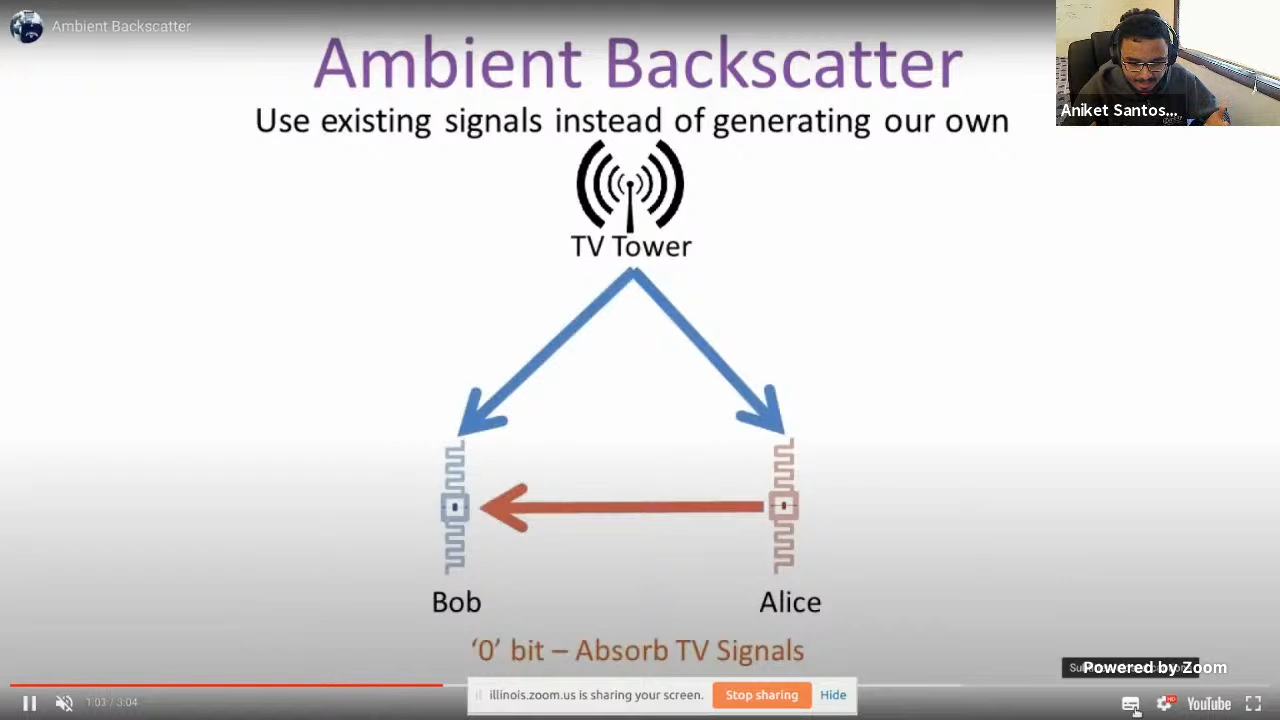 Ambient Backscatter
Ambient Backscatter
Use existing signals instead of generating our own
Aniket Santos...
TV Tower
Bob
Alice
‘0’ bit – Absorb TV Signals
Powered by Zoom
1:03 / 3:04
illinois.zoom.us is sharing your screen.
Stop sharing
Hide
HD
YouTube